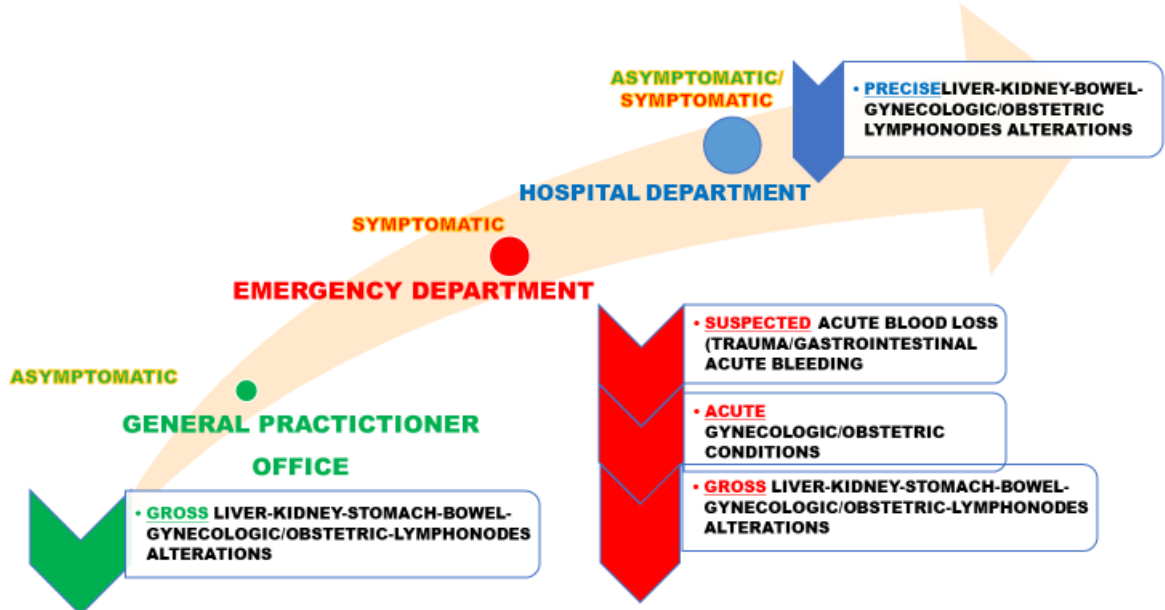 ASYMPTOMATIC/
SYMPTOMATIC
• PRECISELIVER-KIDNEY-BOWEL-
GYNECOLOGIC/OBSTETRIC
LYMPHONODES ALTERATIONS
HOSPITAL DEPARTMENT
SYMPTOMATIC
EMERGENCY DEPARTMENT
• SUSPECTED ACUTE BLOOD LOSS
(TRAUMA/GASTROINTESTINAL
ACUTE BLEEDING
• ACUTE
GYNECOLOGIC/OBSTETRIC
CONDITIONS
• GROSS LIVER-KIDNEY-STOMACH-BOWEL-
GYNECOLOGIC/OBSTETRIC-LYMPHONODES
ALTERATIONS
ASYMPTOMATIC
GENERAL PRACTICTIONER
OFFICE
• GROSS LIVER-KIDNEY-STOMACH-BOWEL-
GYNECOLOGIC/OBSTETRIC-LYMPHONODES
ALTERATIONS